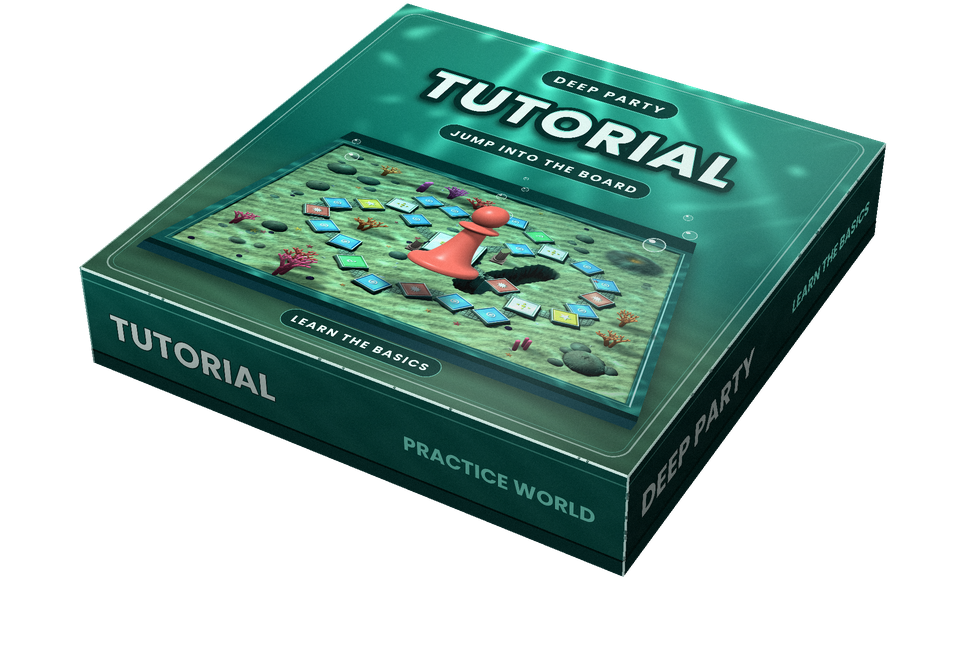 DEEP PARTY
TUTORIAL
JUMP INTO THE BOARD
LEARN THE BASICS
TUTORIAL
PRACTICE WORLD
DEEP PARTY
LEARN THE BASICS